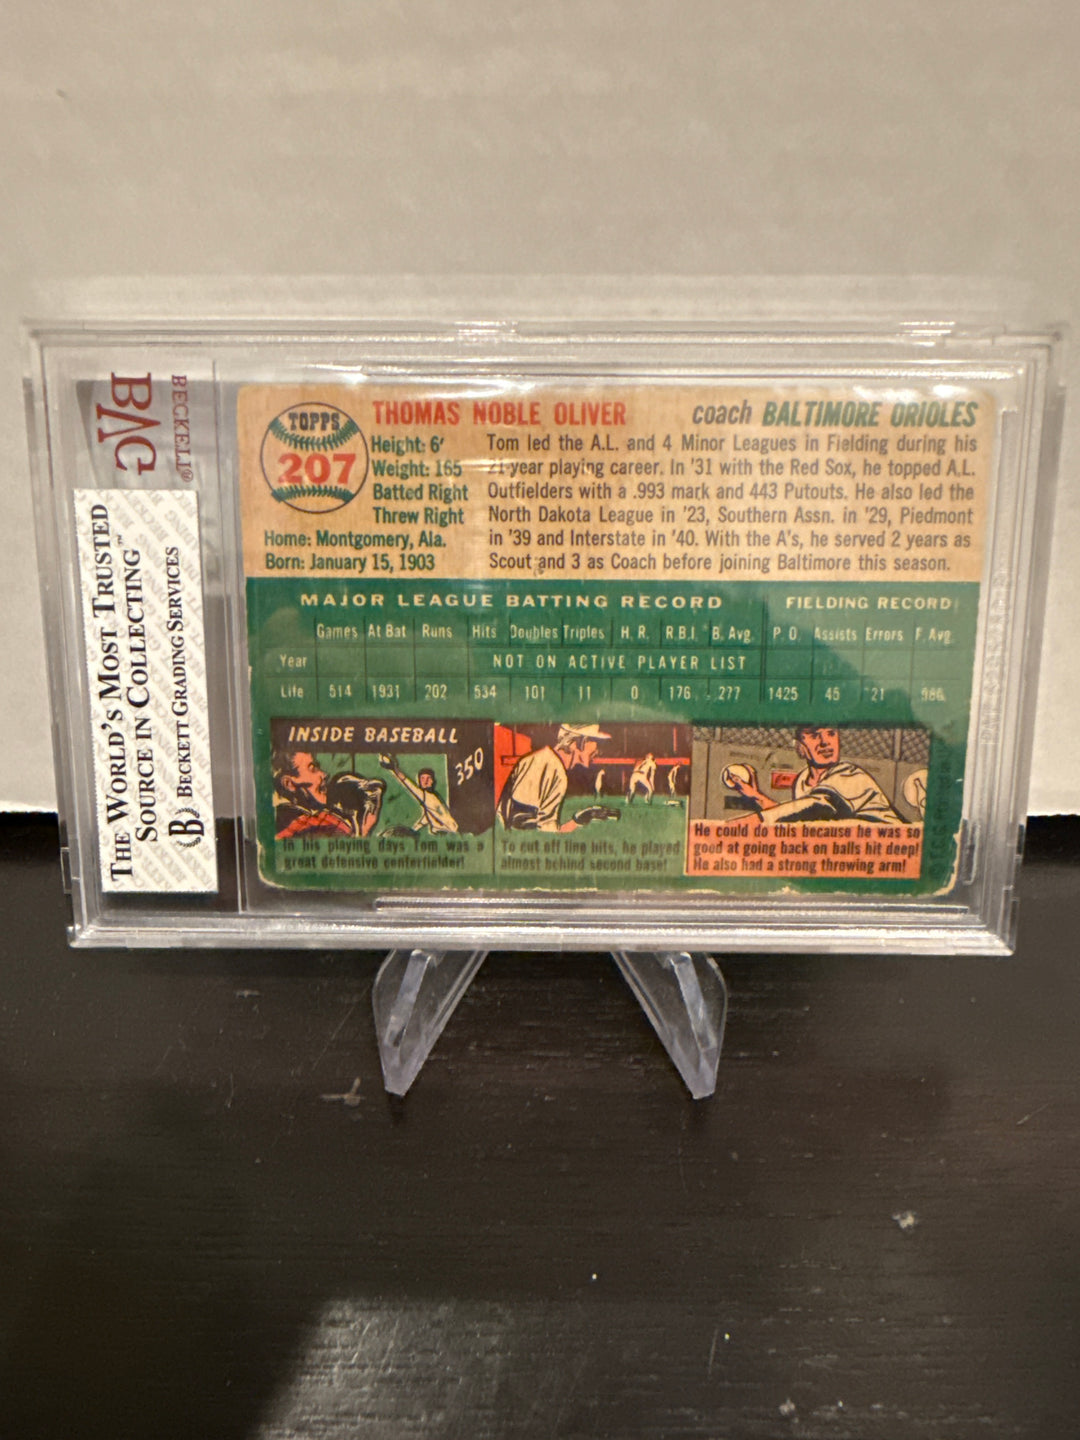 BVG
BECKETT®
THE WORLD'S MOST TRUSTED
SOURCE IN COLLECTING™
B BECKETT GRADING SERVICES
TOPPS
207
THOMAS NOBLE OLIVER
coach BALTIMORE ORIOLES
Height: 6'
Weight: 165
Batted Right
Threw Right
Home: Montgomery, Ala.
Born: January 15, 1903
Tom led the A.L. and 4 Minor Leagues in Fielding during his
21-year playing career. In '31 with the Red Sox, he topped A.L.
Outfielders with a .993 mark and 443 Putouts. He also led the
North Dakota League in '23, Southern Assn. in '29, Piedmont
in '39 and Interstate in '40. With the A's, he served 2 years as
Scout and 3 as Coach before joining Baltimore this season.
MAJOR LEAGUE BATTING RECORD FIELDING RECORD
Games At Bat Runs Hits Doubles Triples H.R. R.B.I. B. Avg. P.O. Assists Errors F. Avg.
Year NOT ON ACTIVE PLAYER LIST
Life 514 1931 202 534 101 11 0 176 .277 1425 45 21 .986
INSIDE BASEBALL
350
In his playing days Tom was a
great defensive centerfielder!
To cut off line hits, he played
almost behind second base!
He could do this because he was so
good at going back on balls hit deep!
He also had a strong throwing arm!